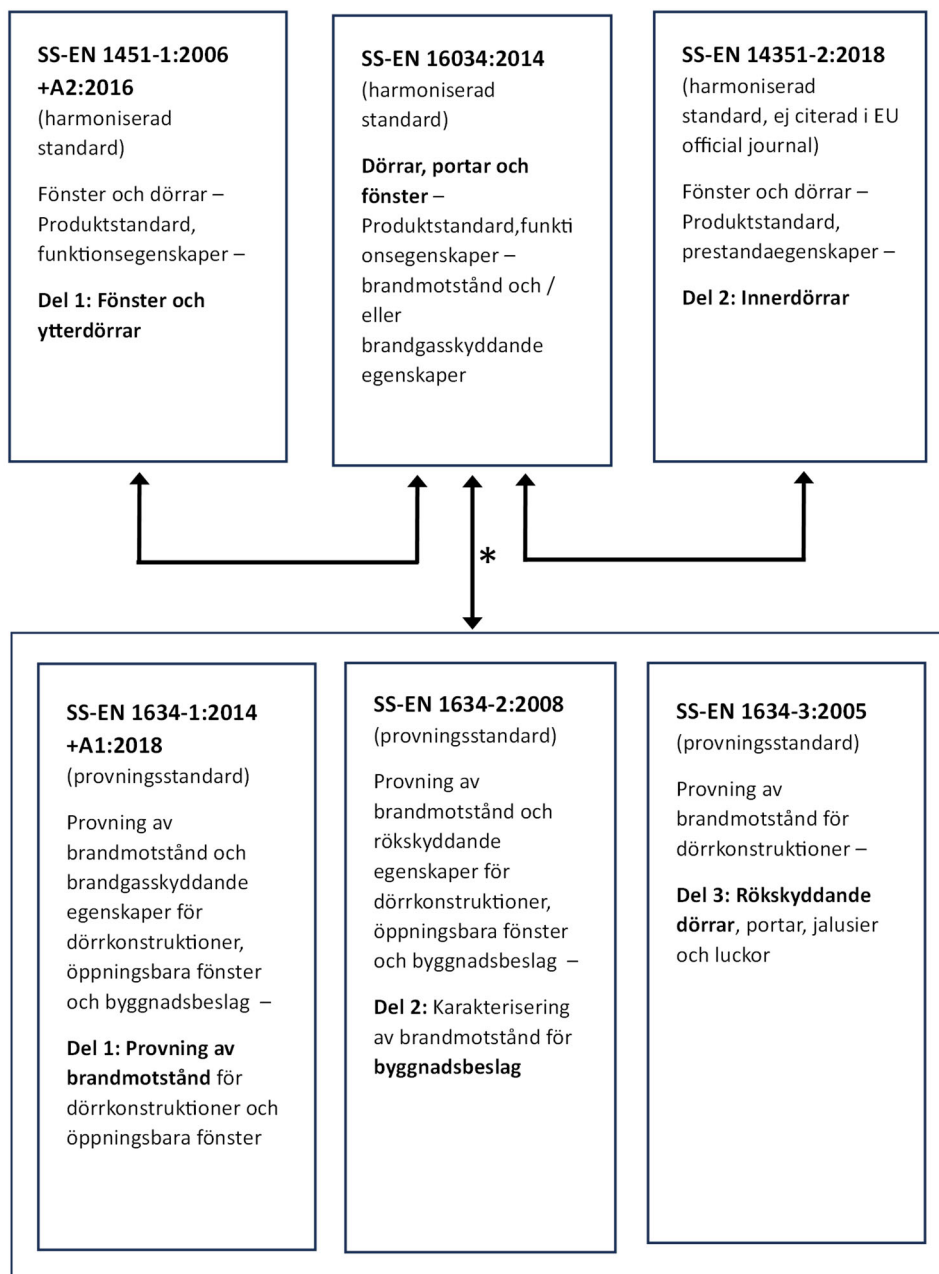 SS-EN 1451-1:2006
+A2:2016
(harmoniserad
standard)
Fönster och dörrar –
Produktstandard,
funktionsegenskaper –
Del 1: Fönster och
ytterdörrar
SS-EN 16034:2014
(harmoniserad
standard)
Dörrar, portar och
fönster –
Produktstandard,funkti
onsegenskaper –
brandmotstånd och /
eller
brandgasskyddande
egenskaper
SS-EN 14351-2:2018
(harmoniserad
standard, ej citerad i EU
official journal)
Fönster och dörrar –
Produktstandard,
prestandaegenskaper –
Del 2: Innerdörrar
*
SS-EN 1634-1:2014
+A1:2018
(provningsstandard)
Provning av
brandmotstånd och
brandgasskyddande
egenskaper för
dörrkonstruktioner,
öppningsbara fönster
och byggnadsbeslag –
Del 1: Provning av
brandmotstånd för
dörrkonstruktioner och
öppningsbara fönster
SS-EN 1634-2:2008
(provningsstandard)
Provning av
brandmotstånd och
rökskyddande
egenskaper för
dörrkonstruktioner,
öppningsbara fönster
och byggnadsbeslag –
Del 2: Karakterisering
av brandmotstånd för
byggnadsbeslag
SS-EN 1634-3:2005
(provningsstandard)
Provning av
brandmotstånd för
dörrkonstruktioner –
Del 3: Rökskyddande
dörrar, portar, jalusier
och luckor